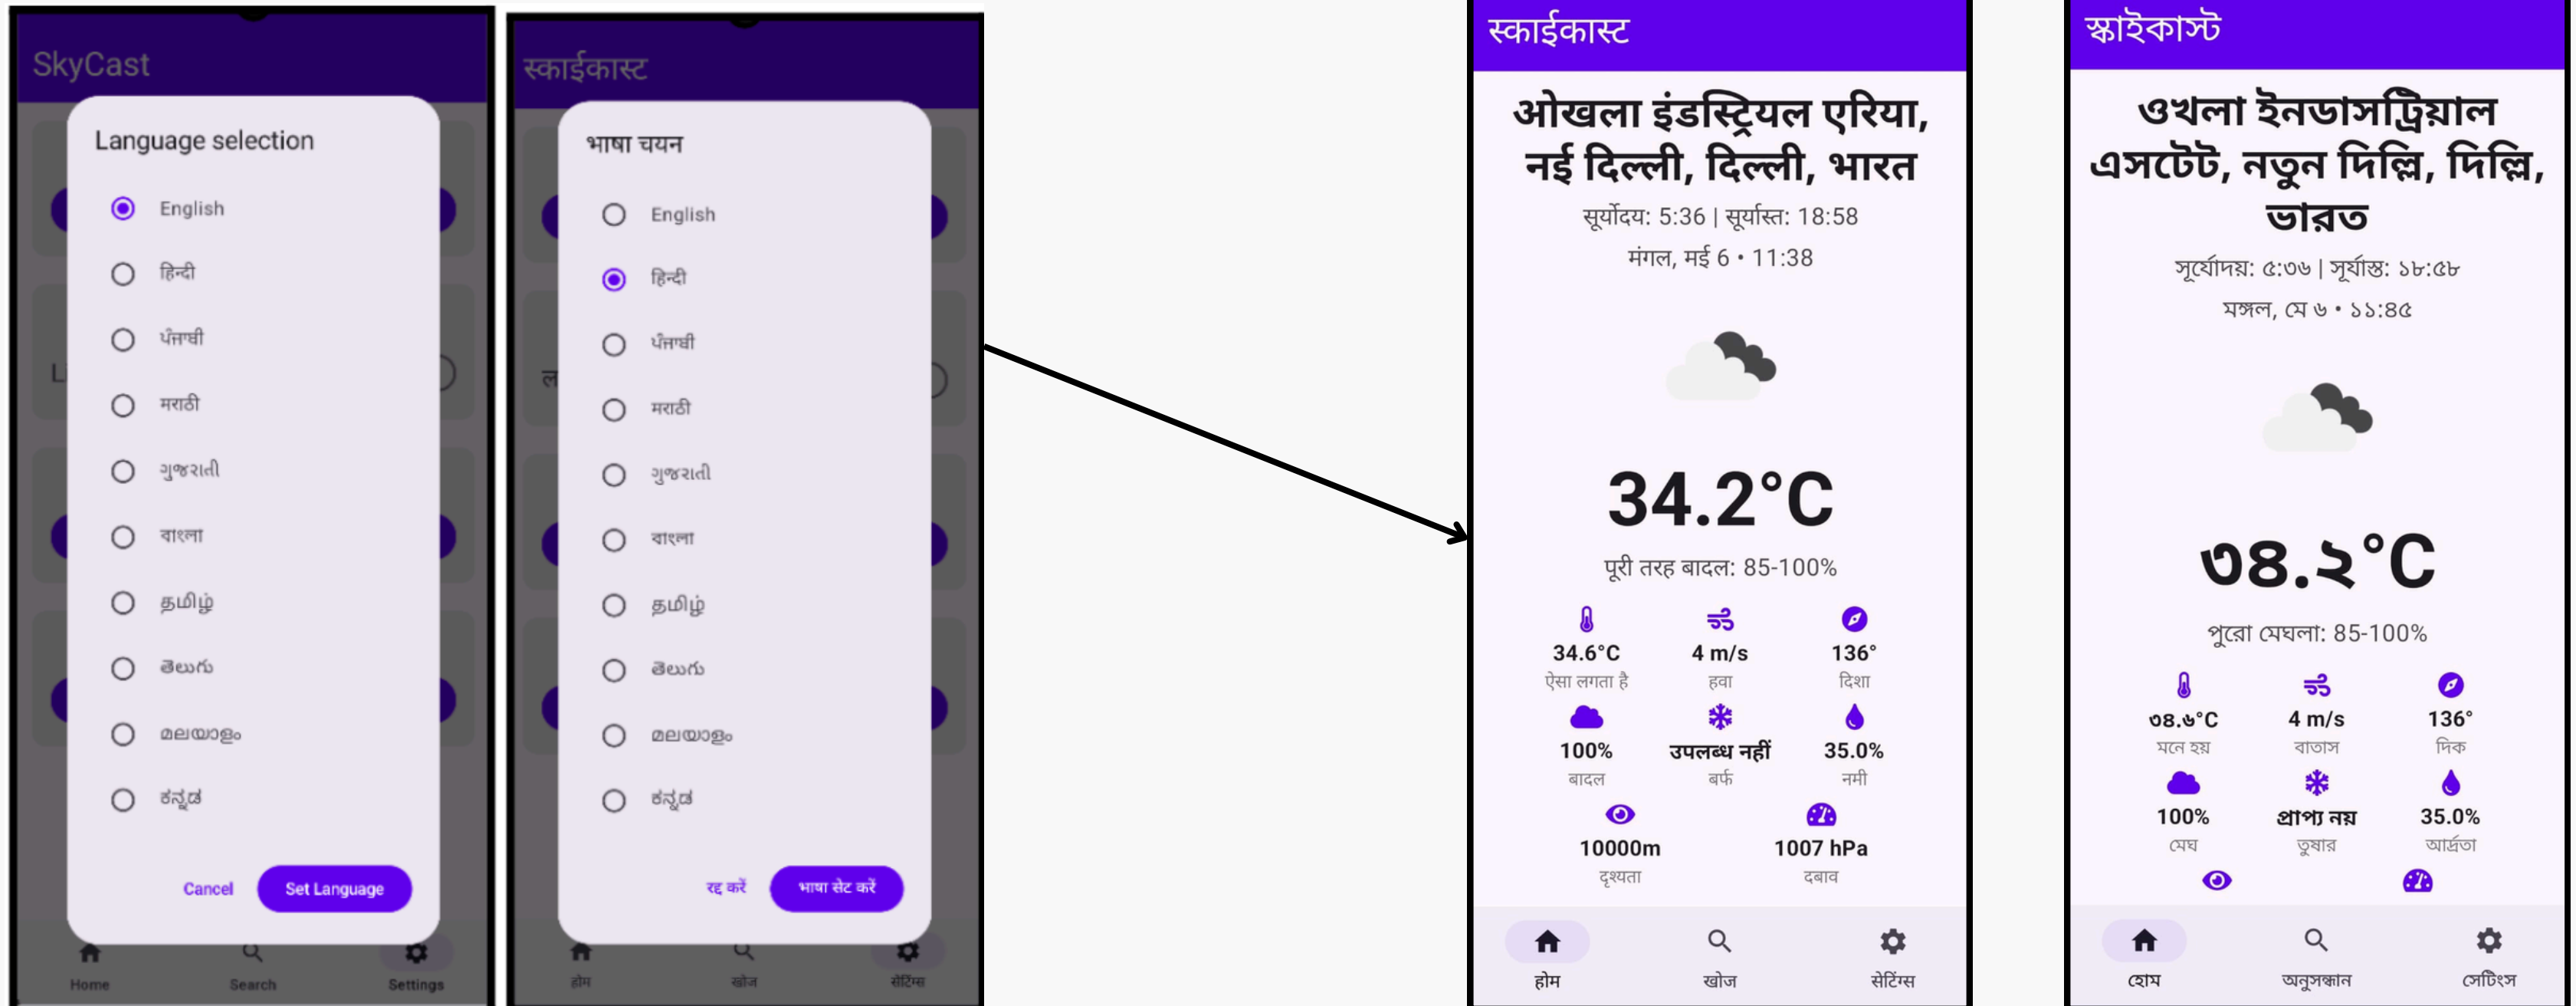 SkyCast
Language selection
English
हिन्दी
ਪੰਜਾਬੀ
मराठी
ગુજરાતી
বাংলা
தமிழ்
తెలుగు
മലയാളം
ಕನ್ನಡ
Cancel
Set Language
Home
Search
Settings
स्काईकास्ट
भाषा चयन
English
हिन्दी
ਪੰਜਾਬੀ
मराठी
ગુજરાતી
বাংলা
தமிழ்
తెలుగు
മലയാളം
ಕನ್ನಡ
रद्द करें
भाषा सेट करें
होम
खोज
सेटिंग्स
स्काईकास्ट
ओखला इंडस्ट्रियल एरिया,
नई दिल्ली, दिल्ली, भारत
सूर्योदय: 5:36 | सूर्यास्त: 18:58
मंगल, मई 6 • 11:38
34.2°C
पूरी तरह बादल: 85-100%
34.6°C
4 m/s
136°
ऐसा लगता है
हवा
दिशा
100%
उपलब्ध नहीं
35.0%
बादल
बर्फ
नमी
10000m
1007 hPa
दृश्यता
दबाव
होम
खोज
सेटिंग्स
স্কাইকাস্ট
ওখলা ইনডাসট্রিয়াল
এসটেট, নতুন দিল্লি, দিল্লি,
ভারত
সূর্যোদয়: ৫:৩৬ | সূর্যাস্ত: ১৮:৫৮
মঙ্গল, মে ৬ • ১১:৪৫
৩৪.২°C
পুরো মেঘলা: 85-100%
৩৪.৬°C
4 m/s
136°
মনে হয়
বাতাস
দিক
100%
প্রাপ্য নয়
35.0%
মেঘ
তুষার
আর্দ্রতা
হোম
অনুসন্ধান
সেটিংস